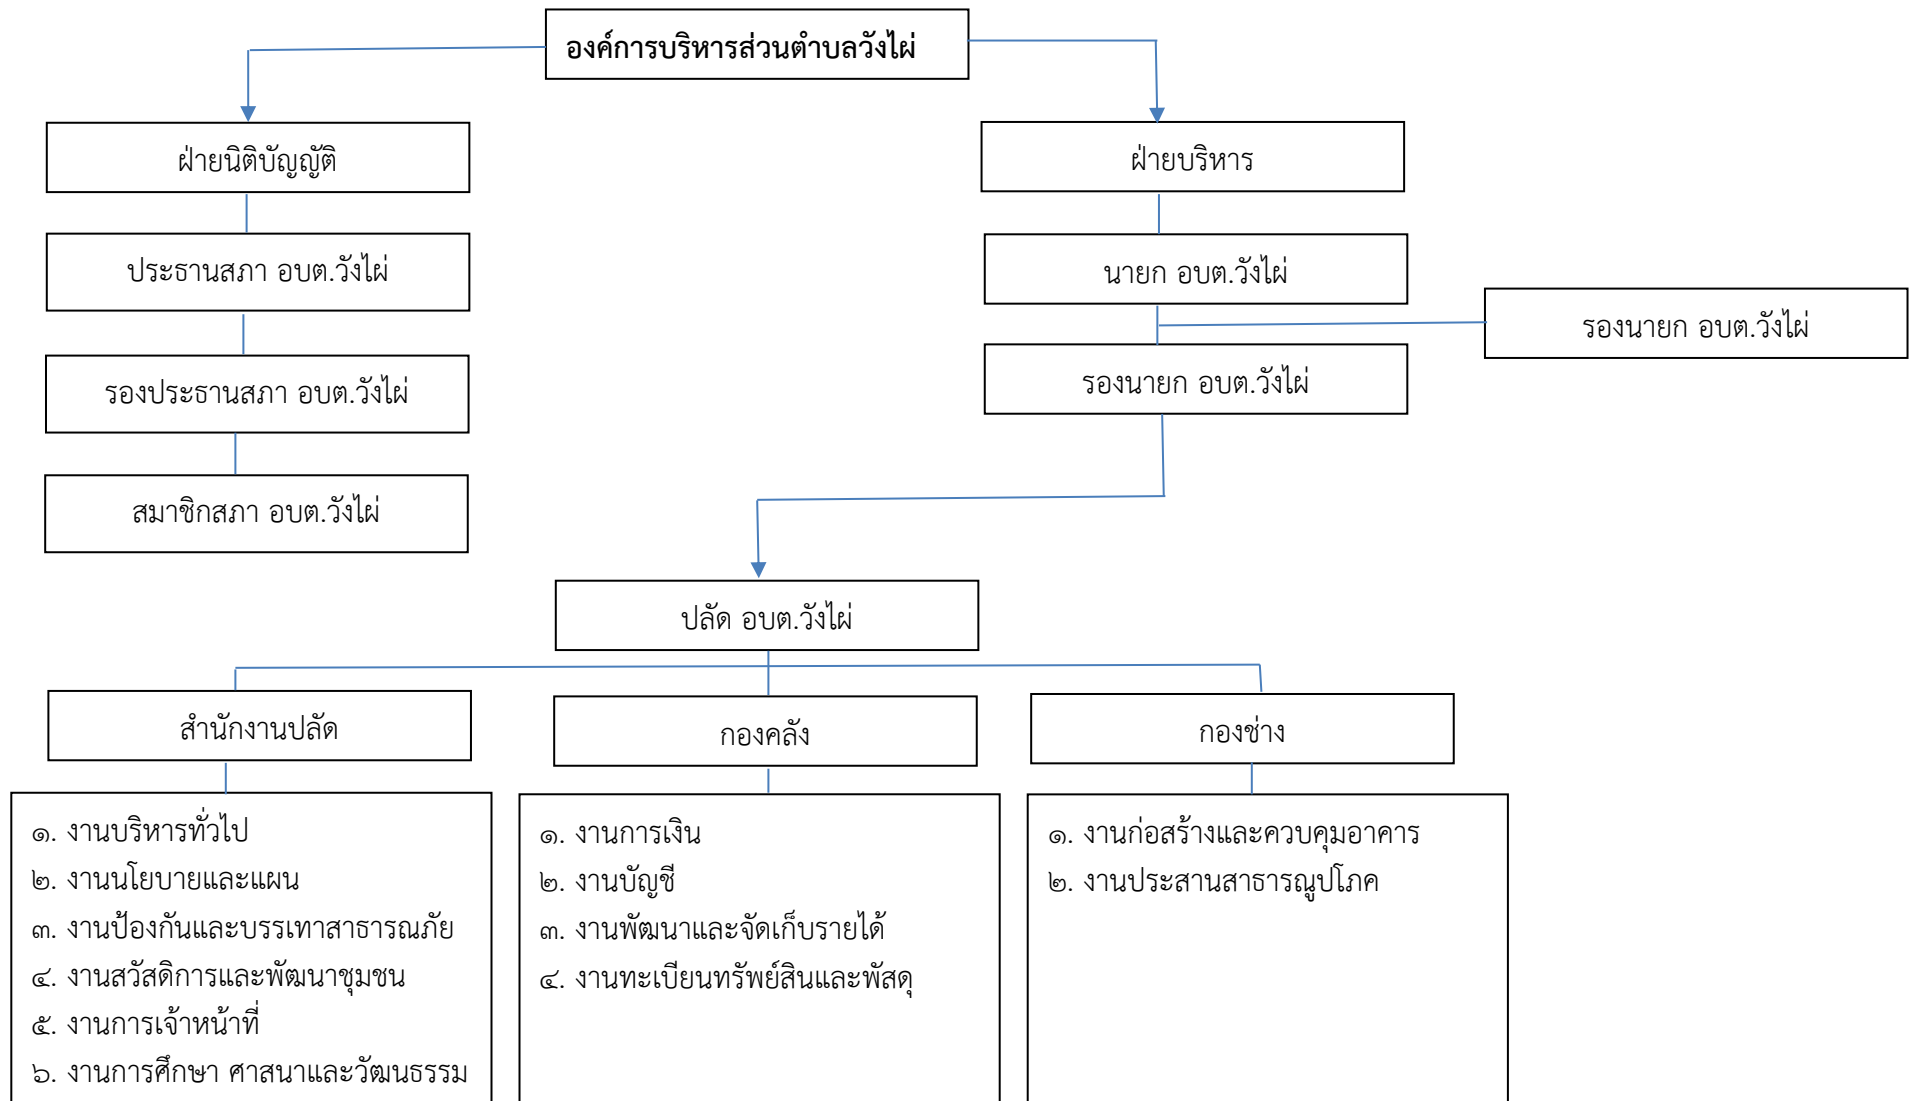 องค์การบริหารส่วนตำบลวังไผ่
ฝ่ายนิติบัญญัติ
ฝ่ายบริหาร
ประธานสภา อบต.วังไผ่
นายก อบต.วังไผ่
รองนายก อบต.วังไผ่
รองประธานสภา อบต.วังไผ่
รองนายก อบต.วังไผ่
สมาชิกสภา อบต.วังไผ่
ปลัด อบต.วังไผ่
สำนักงานปลัด
กองคลัง
กองช่าง
๑. งานบริหารทั่วไป
๒. งานนโยบายและแผน
๓. งานป้องกันและบรรเทาสาธารณภัย
๔. งานสวัสดิการและพัฒนาชุมชน
๕. งานการเจ้าหน้าที่
๖. งานการศึกษา ศาสนาและวัฒนธรรม
๑. งานการเงิน
๒. งานบัญชี
๓. งานพัฒนาและจัดเก็บรายได้
๔. งานทะเบียนทรัพย์สินและพัสดุ
๑. งานก่อสร้างและควบคุมอาคาร
๒. งานประสานสาธารณูปโภค